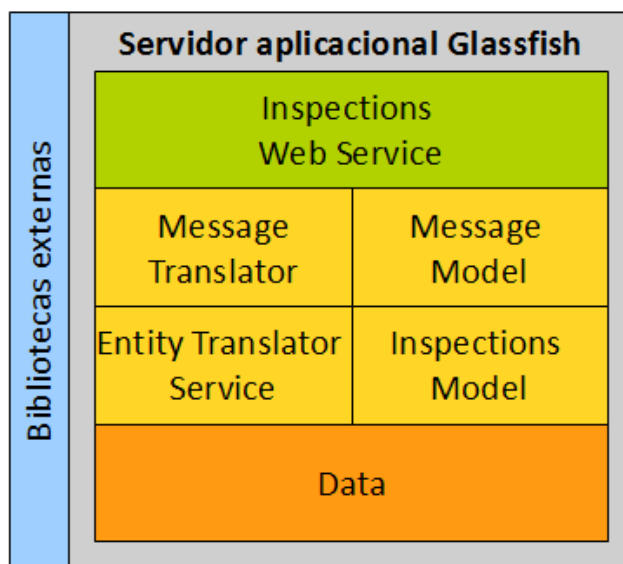 Bibliotecas externas
Servidor aplicacional Glassfish
Inspections
Web Service
Message
Translator
Message
Model
Entity Translator
Service
Inspections
Model
Data